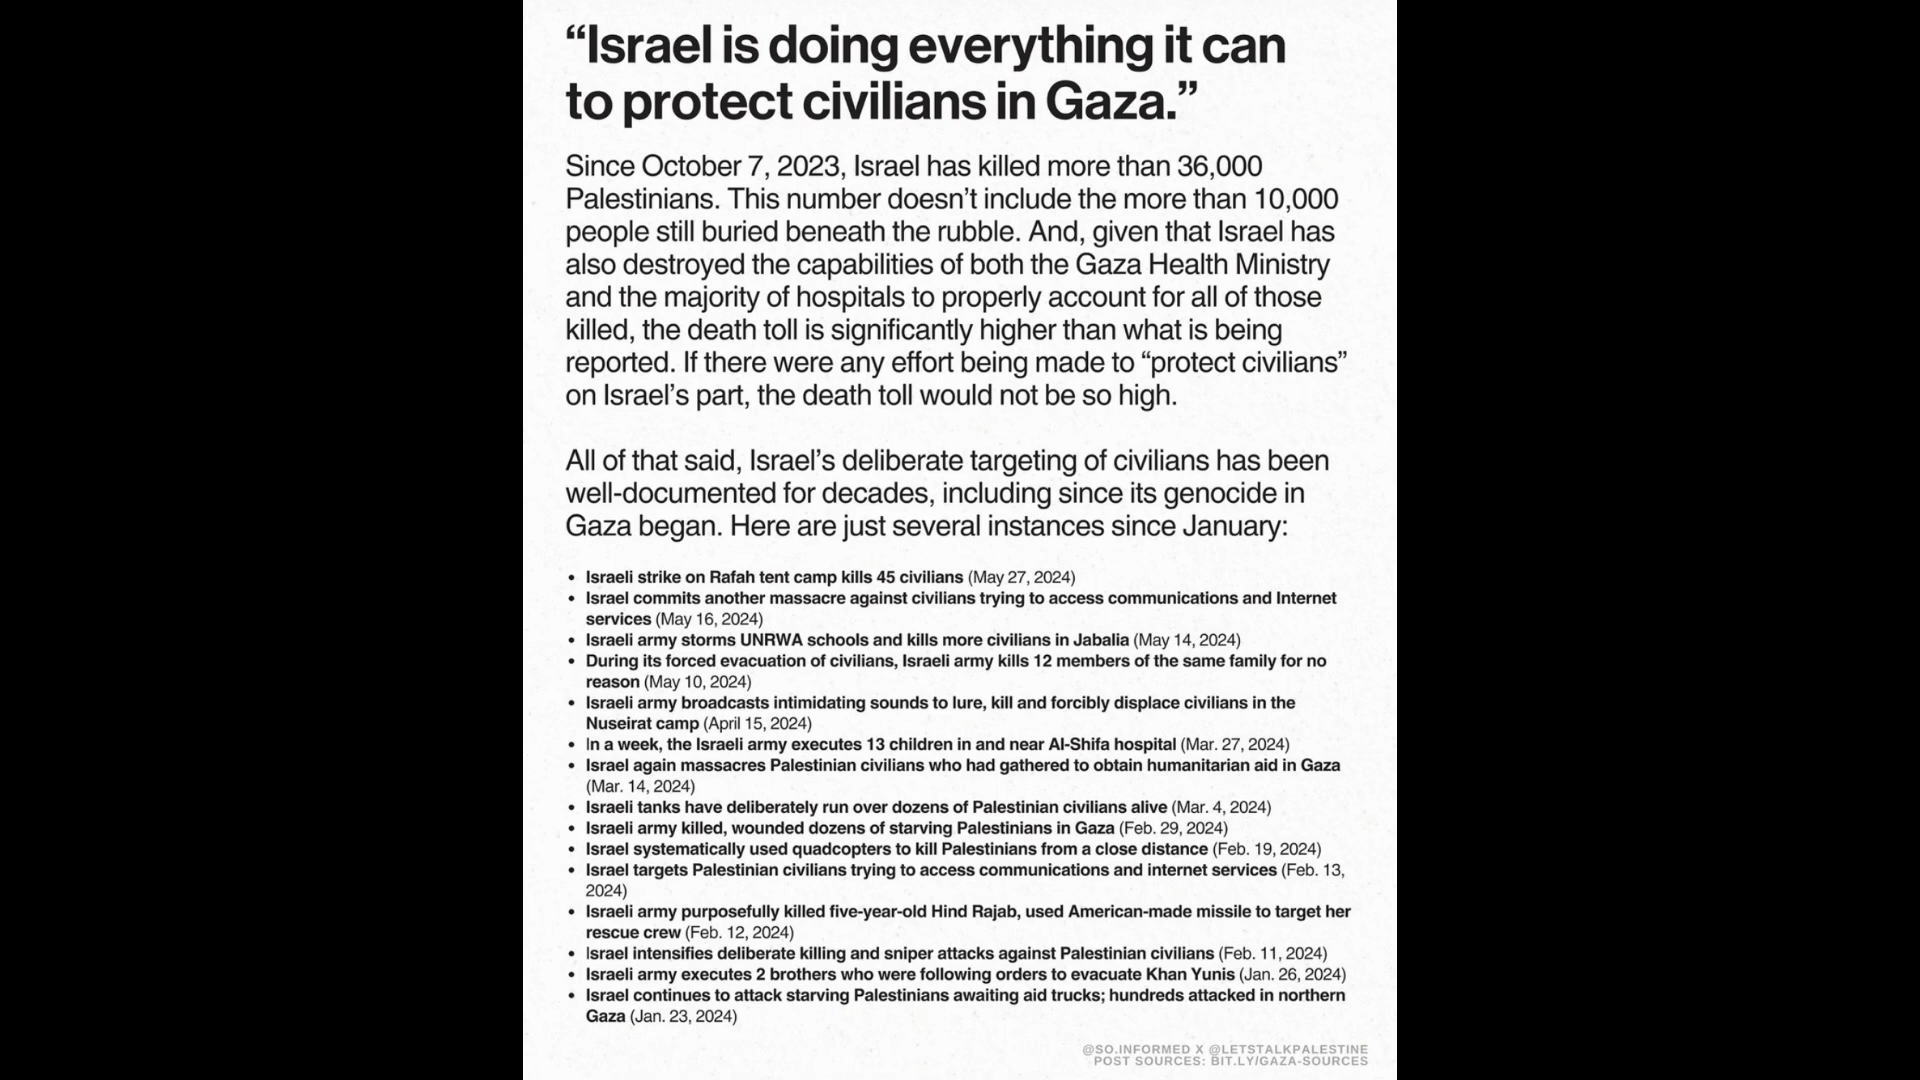 “Israel is doing everything it can
to protect civilians in Gaza.”
Since October 7, 2023, Israel has killed more than 36,000
Palestinians. This number doesn’t include the more than 10,000
people still buried beneath the rubble. And, given that Israel has
also destroyed the capabilities of both the Gaza Health Ministry
and the majority of hospitals to properly account for all of those
killed, the death toll is significantly higher than what is being
reported. If there were any effort being made to “protect civilians”
on Israel’s part, the death toll would not be so high.
All of that said, Israel’s deliberate targeting of civilians has been
well-documented for decades, including since its genocide in
Gaza began. Here are just several instances since January:
• Israeli strike on Rafah tent camp kills 45 civilians (May 27, 2024)
• Israel commits another massacre against civilians trying to access communications and Internet
services (May 16, 2024)
• Israeli army storms UNRWA schools and kills more civilians in Jabalia (May 14, 2024)
• During its forced evacuation of civilians, Israeli army kills 12 members of the same family for no
reason (May 10, 2024)
• Israeli army broadcasts intimidating sounds to lure, kill and forcibly displace civilians in the
Nuseirat camp (April 15, 2024)
• In a week, the Israeli army executes 13 children in and near Al-Shifa hospital (Mar. 27, 2024)
• Israel again massacres Palestinian civilians who had gathered to obtain humanitarian aid in Gaza
(Mar. 14, 2024)
• Israeli tanks have deliberately run over dozens of Palestinian civilians alive (Mar. 4, 2024)
• Israeli army killed, wounded dozens of starving Palestinians in Gaza (Feb. 29, 2024)
• Israel systematically used quadcopters to kill Palestinians from a close distance (Feb. 19, 2024)
• Israel targets Palestinian civilians trying to access communications and internet services (Feb. 13,
2024)
• Israeli army purposefully killed five-year-old Hind Rajab, used American-made missile to target her
rescue crew (Feb. 12, 2024)
• Israel intensifies deliberate killing and sniper attacks against Palestinian civilians (Feb. 11, 2024)
• Israeli army executes 2 brothers who were following orders to evacuate Khan Yunis (Jan. 26, 2024)
• Israel continues to attack starving Palestinians awaiting aid trucks; hundreds attacked in northern
Gaza (Jan. 23, 2024)
@SO.INFORMED X @LETSTALKPALESTINE
POST SOURCES: BIT.LY/GAZA-SOURCES